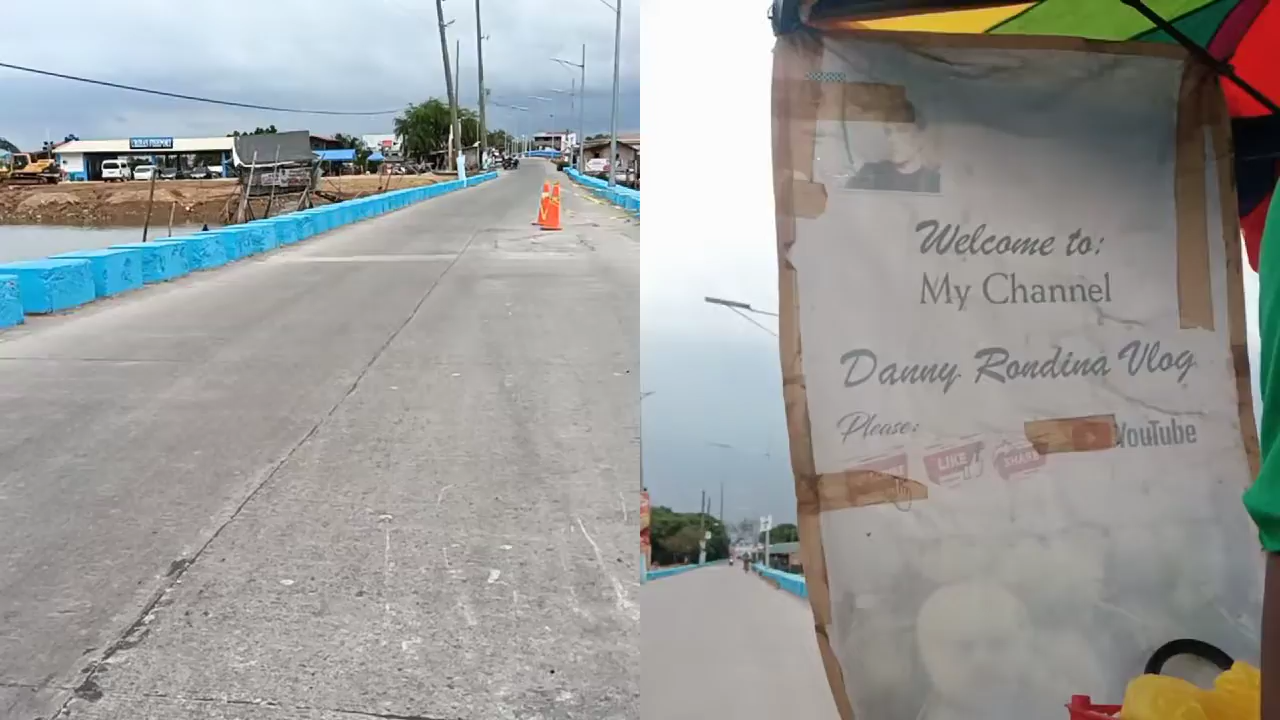 Welcome to:
My Channel
Danny Rondina Vlog
Please:
YouTube
LIKE
SHARE